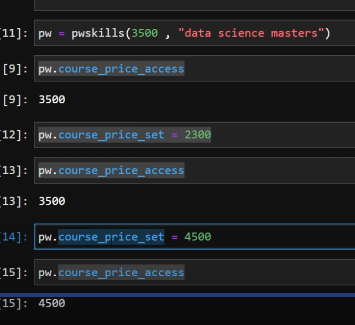 [11]: pw = pwskills(3500 , "data science masters")
[9]: pw.course_price_access
[9]: 3500
[12]: pw.course_price_set = 2300
[13]: pw.course_price_access
[13]: 3500
[14]: pw.course_price_set = 4500
[15]: pw.course_price_access
[15]: 4500